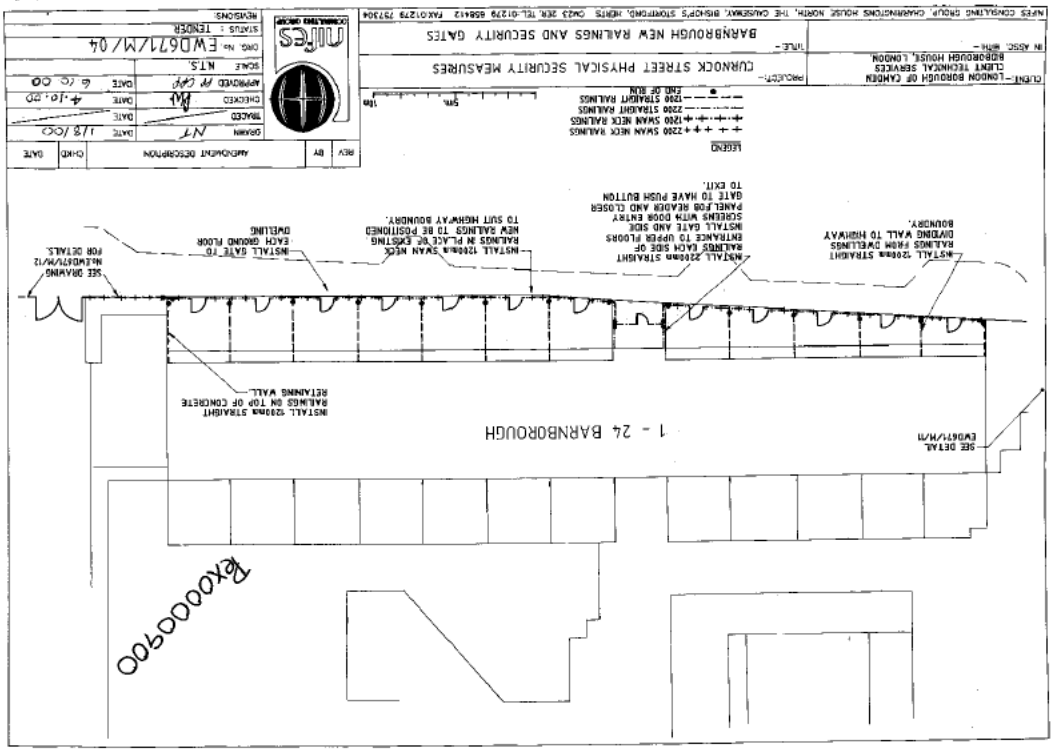 PEX0000900
SEE DETAIL
EWD671/M/11
1 - 24 BARNBOROUGH
INSTALL 1200mm STRAIGHT
RAILINGS ON TOP OF CONCRETE
RETAINING WALL.
INSTALL 1200mm STRAIGHT
RAILINGS FROM DWELLINGS
DIVIDING WALL TO HIGHWAY
BOUNDARY.
INSTALL 2200mm STRAIGHT
RAILINGS EACH SIDE OF
ENTRANCE TO UPPER FLOORS
INSTALL GATE AND SIDE
SCREENS WITH DOOR ENTRY
PANEL FOR READER AND CLOSER
GATE TO HAVE PUSH BUTTON
TO EXIT.
INSTALL 1200mm SWAN NECK
RAILINGS IN PLACE OF EXISTING.
NEW RAILINGS TO BE POSITIONED
TO SUIT HIGHWAY BOUNDARY.
INSTALL GATE TO
EACH GROUND FLOOR
DWELLING
SEE DRAWING
No.EWD671/M/12
FOR DETAILS.
LEGEND
2200 SWAN NECK RAILINGS
1200 SWAN NECK RAILINGS
2200 STRAIGHT RAILINGS
1200 STRAIGHT RAILINGS
END OF RUN
5m
10m
REV BY AMENDMENT DESCRIPTION CHKD DATE
CLIENT:- LONDON BOROUGH OF CAMDEN
CLIENT TECHNICAL SERVICES
BIDBOROUGH HOUSE, LONDON.
IN ASSC. WITH:-
PROJECT:-
CURNOCK STREET PHYSICAL SECURITY MEASURES
TITLE:-
BARNBROUGH NEW RAILINGS AND SECURITY GATES
nifes
CONSULTING GROUP
DRAWN NT DATE 1/8/00
TRACED DATE
CHECKED DATE 4.10.00
APPROVED DATE 6 10 00
SCALE N.T.S.
DRG No. EWD671/M/04
STATUS : TENDER
REVISIONS:
NIFES CONSULTING GROUP, CHARRINGTONS HOUSE NORTH, THE CAUSEWAY, BISHOP'S STORTFORD, HERTS CM23 2ER. TEL.01279 658412 FAX.01279 757304